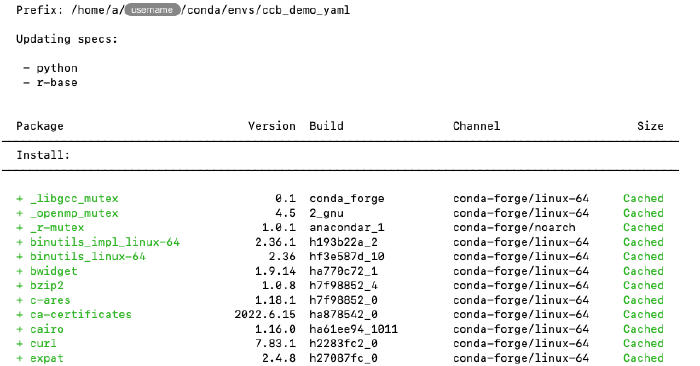 Prefix: /home/a/username/conda/envs/ccb_demo_yaml
Updating specs:
- python
- r-base
Package Version Build Channel Size
Install:
+ _libgcc_mutex 0.1 conda_forge conda-forge/linux-64 Cached
+ _openmp_mutex 4.5 2_gnu conda-forge/linux-64 Cached
+ _r-mutex 1.0.1 anacondar_1 conda-forge/noarch Cached
+ binutils_impl_linux-64 2.36.1 h193b22a_2 conda-forge/linux-64 Cached
+ binutils_linux-64 2.36 hf3e587d_10 conda-forge/linux-64 Cached
+ bwidget 1.9.14 ha770c72_1 conda-forge/linux-64 Cached
+ bzip2 1.0.8 h7f98852_4 conda-forge/linux-64 Cached
+ c-ares 1.18.1 h7f98852_0 conda-forge/linux-64 Cached
+ ca-certificates 2022.6.15 ha878542_0 conda-forge/linux-64 Cached
+ cairo 1.16.0 ha61ee94_1011 conda-forge/linux-64 Cached
+ curl 7.83.1 h2283fc2_0 conda-forge/linux-64 Cached
+ expat 2.4.8 h27087fc_0 conda-forge/linux-64 Cached